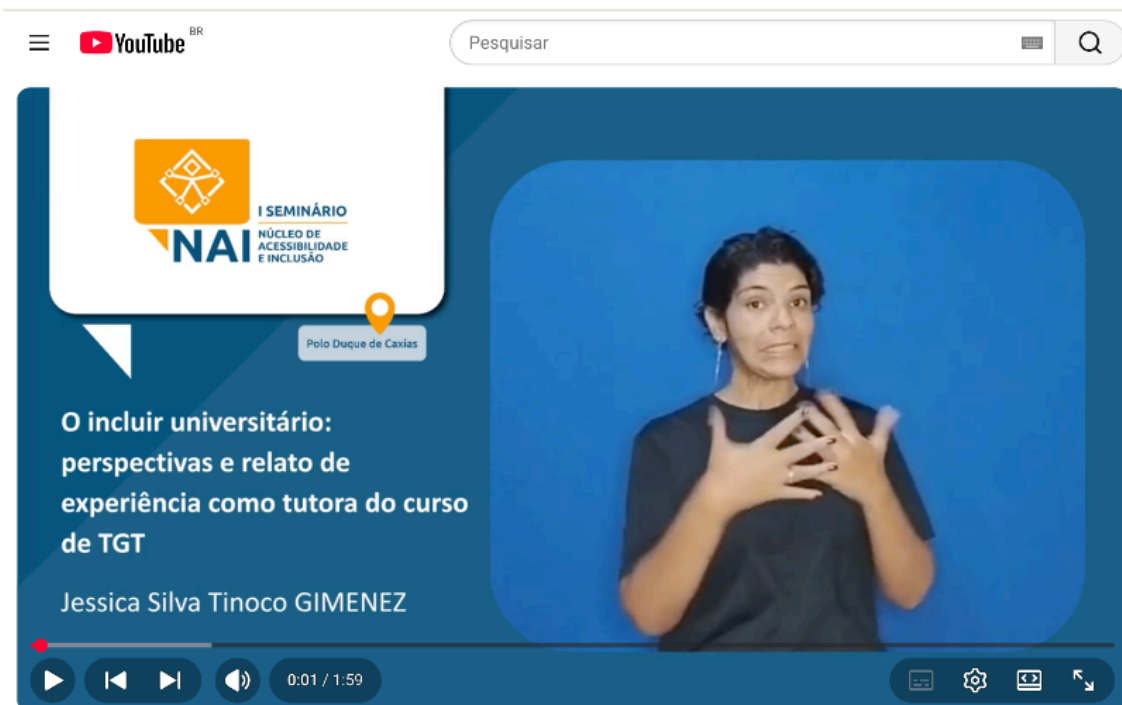 YouTube BR
Pesquisar
I SEMINÁRIO
NAI
NÚCLEO DE
ACESSIBILIDADE
E INCLUSÃO
Polo Duque de Caxias
O incluir universitário:
perspectivas e relato de
experiência como tutora do curso
de TGT
Jessica Silva Tinoco GIMENEZ
0:01 / 1:59